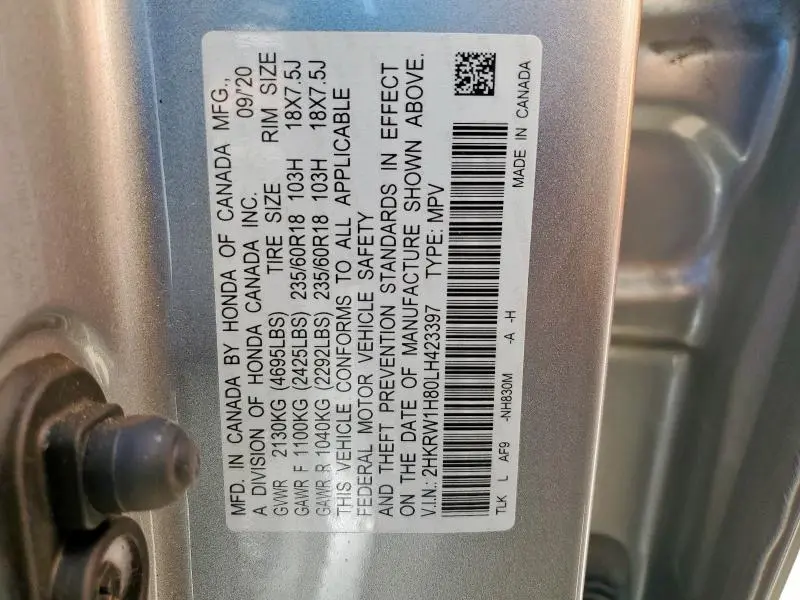 MFD. IN CANADA BY HONDA OF CANADA MFG.,
A DIVISION OF HONDA CANADA INC. 09/20
GVWR 2130KG (4695LBS) TIRE SIZE RIM SIZE
GAWR F 1100KG (2425LBS) 235/60R18 103H 18X7.5J
GAWR R 1040KG (2292LBS) 235/60R18 103H 18X7.5J
THIS VEHICLE CONFORMS TO ALL APPLICABLE
FEDERAL MOTOR VEHICLE SAFETY
AND THEFT PREVENTION STANDARDS IN EFFECT
ON THE DATE OF MANUFACTURE SHOWN ABOVE.
V.I.N.: 2HKRW1H80LH423397 TYPE: MPV
TLK L AF9 -NH830M -A -H MADE IN CANADA